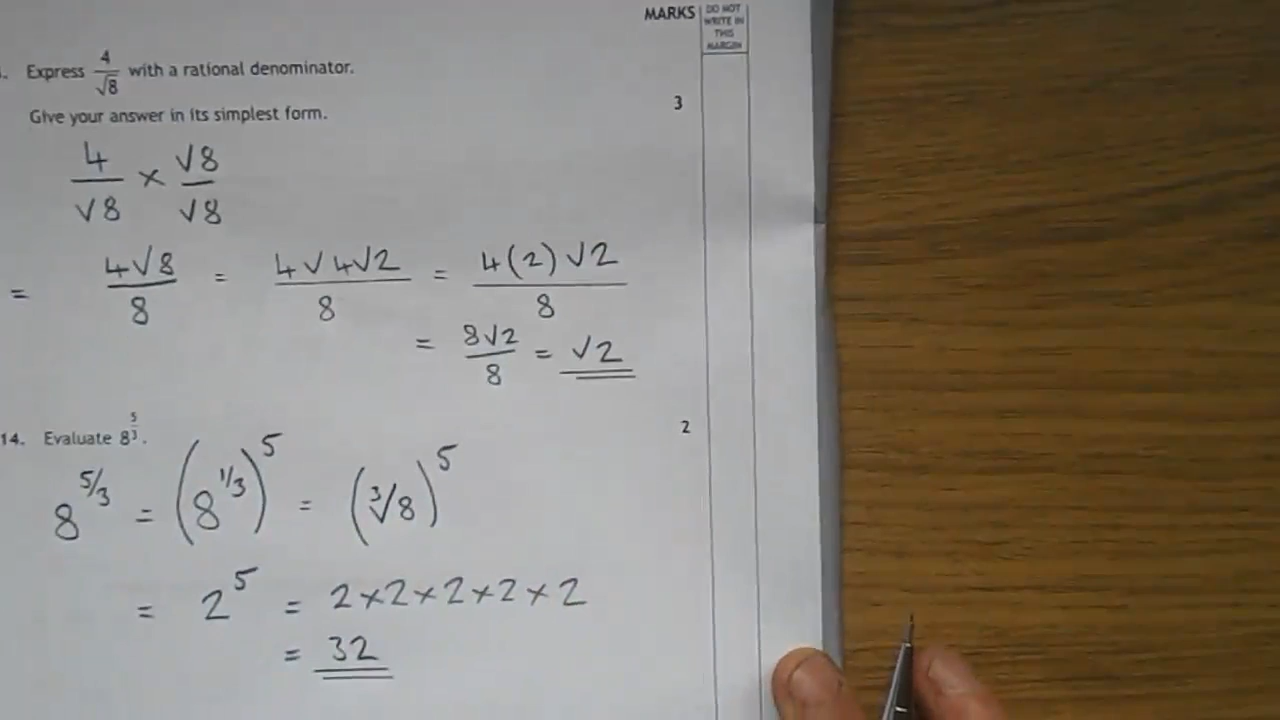 MARKS
DO NOT
WRITE IN
THIS
MARGIN
. Express 4/√8 with a rational denominator.
Give your answer in its simplest form.
3
4/√8 × √8/√8
= 4√8/8 = 4√4√2/8 = 4(2)√2/8
= 8√2/8 = √2
14. Evaluate 8^(5/3).
2
8^(5/3) = (8^(1/3))^5 = (∛8)^5
= 2^5 = 2×2×2×2×2
= 32